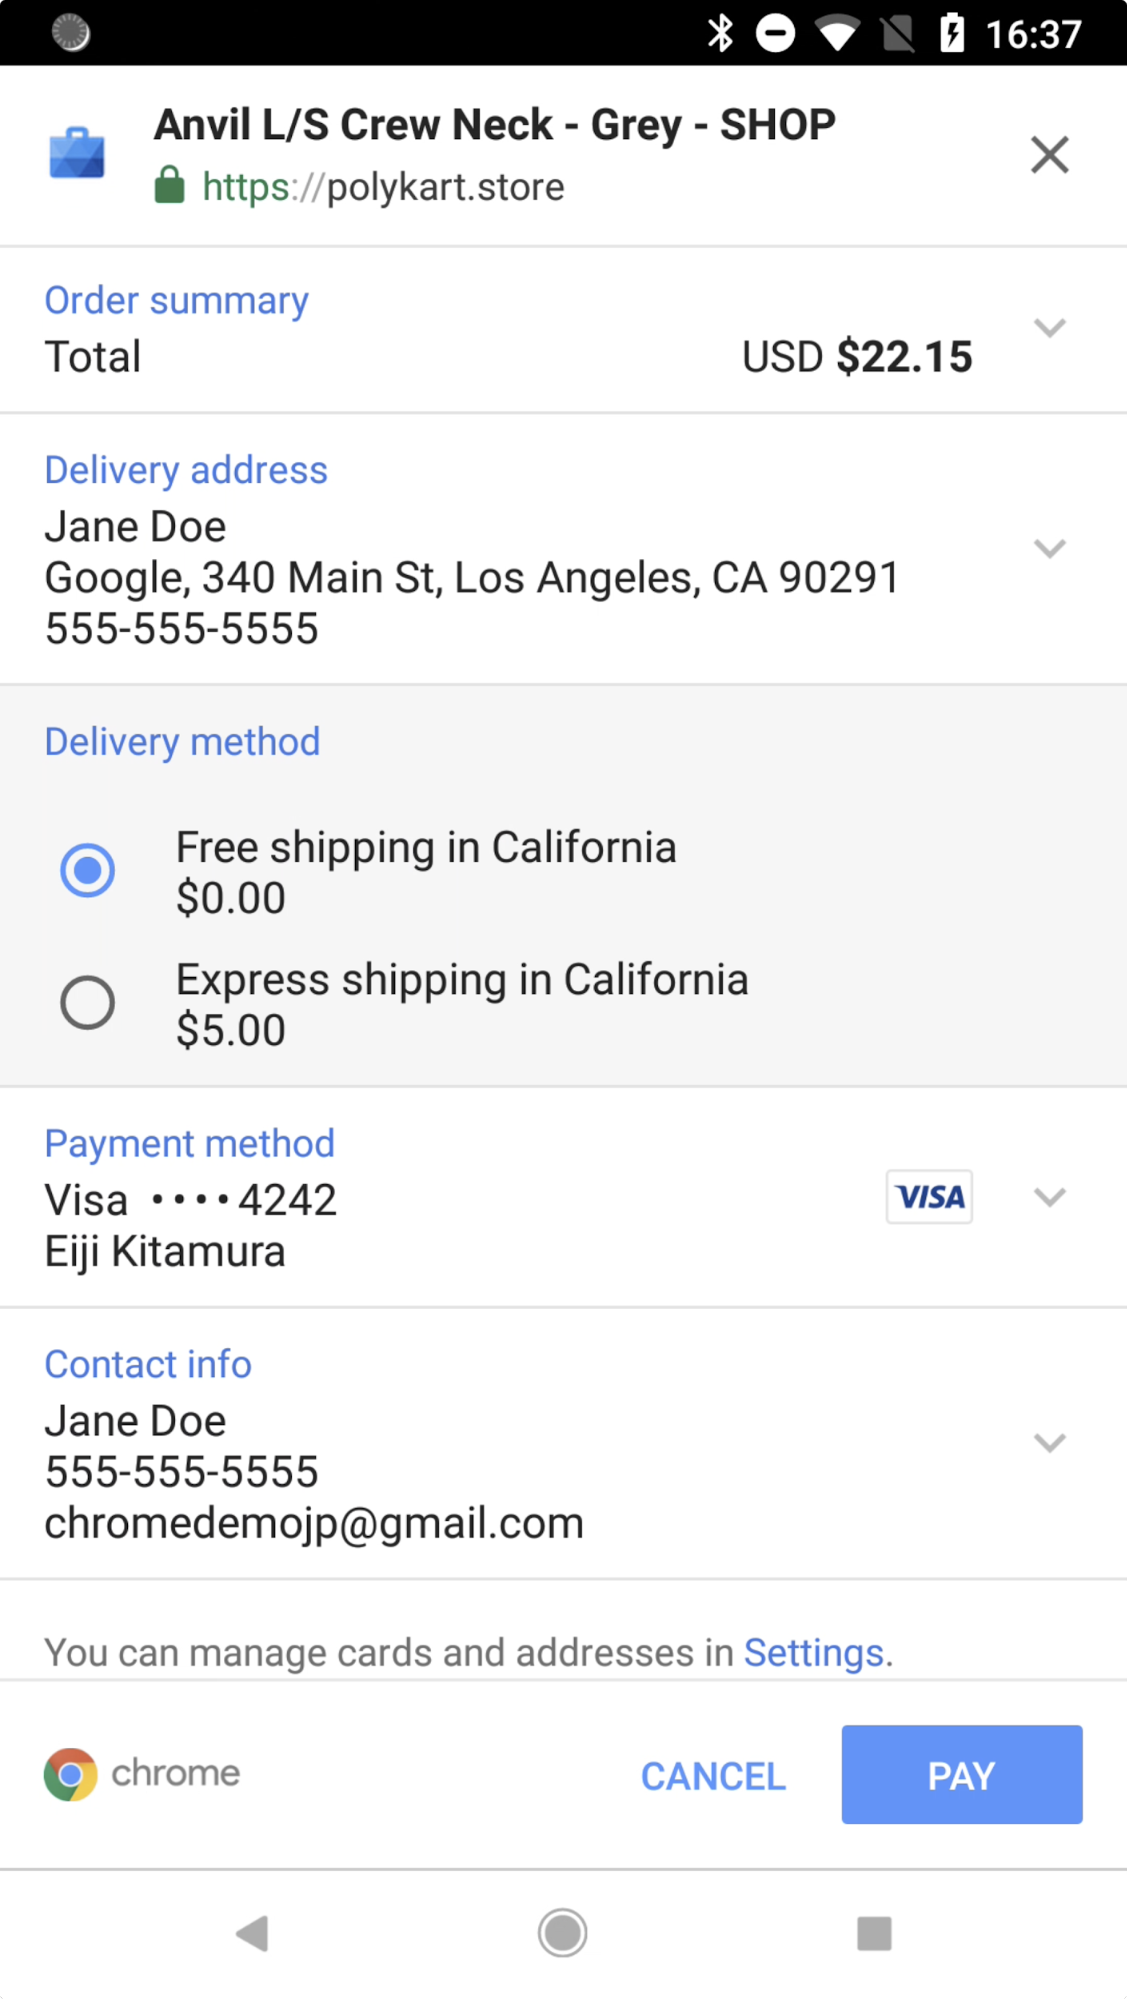 16:37
Anvil L/S Crew Neck - Grey - SHOP
https://polykart.store
Order summary
Total USD $22.15
Delivery address
Jane Doe
Google, 340 Main St, Los Angeles, CA 90291
555-555-5555
Delivery method
Free shipping in California
$0.00
Express shipping in California
$5.00
Payment method
Visa ••••4242 VISA
Eiji Kitamura
Contact info
Jane Doe
555-555-5555
chromedemojp@gmail.com
You can manage cards and addresses in Settings.
chrome CANCEL PAY